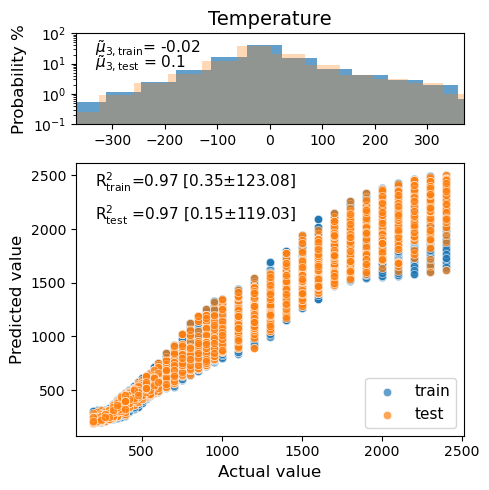 Temperature
Probability %
10²
10¹
10⁰
10⁻¹
μ̃₃,train= -0.02
μ̃₃,test = 0.1
−300 −200 −100 0 100 200 300
Predicted value
2500
2000
1500
1000
500
R²train=0.97 [0.35±123.08]
R²test =0.97 [0.15±119.03]
train
test
500 1000 1500 2000 2500
Actual value